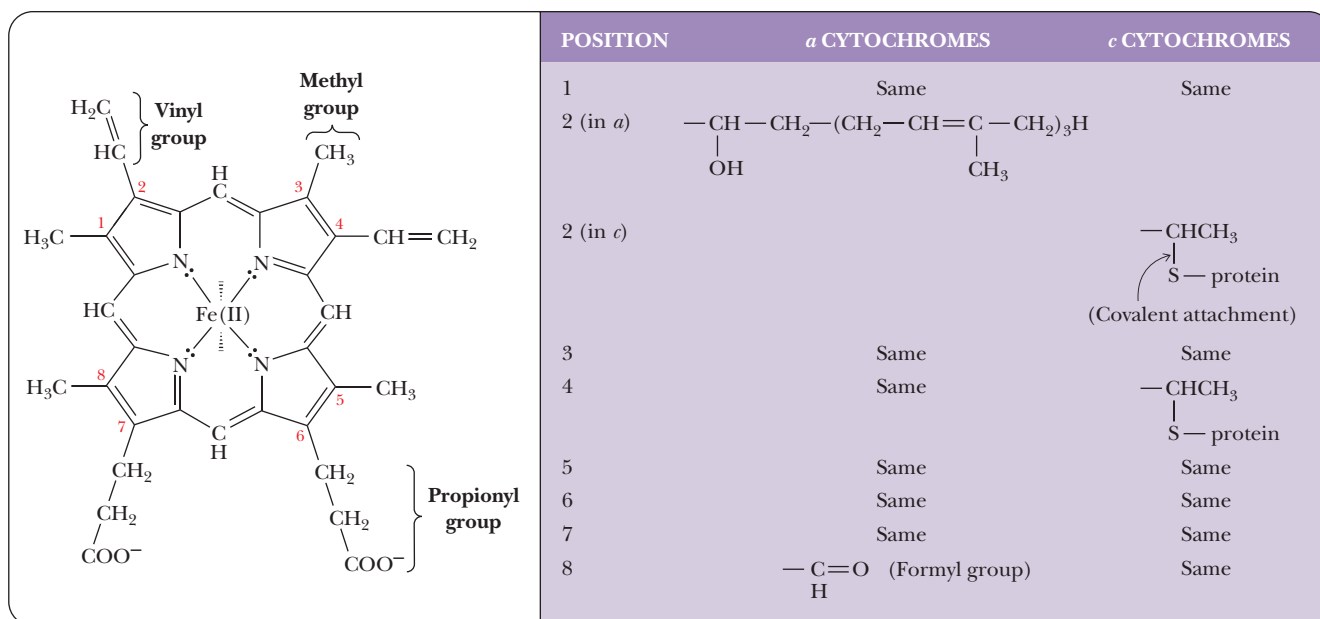 Vinyl
group
Methyl
group
H₂C
HC
CH₃
H
2
3
1
4
H₃C
CH=CH₂
N
N
HC
Fe(II)
CH
N
N
8
5
H₃C
CH₃
7
6
H
CH₂
CH₂
CH₂
CH₂
COO⁻
COO⁻
Propionyl
group
POSITION a CYTOCHROMES c CYTOCHROMES
1 Same Same
2 (in a) —CH—CH₂—(CH₂—CH=C—CH₂)₃H
OH CH₃
2 (in c) —CHCH₃
S—protein
(Covalent attachment)
3 Same Same
4 Same —CHCH₃
S—protein
5 Same Same
6 Same Same
7 Same Same
8 —C=O (Formyl group) Same
H